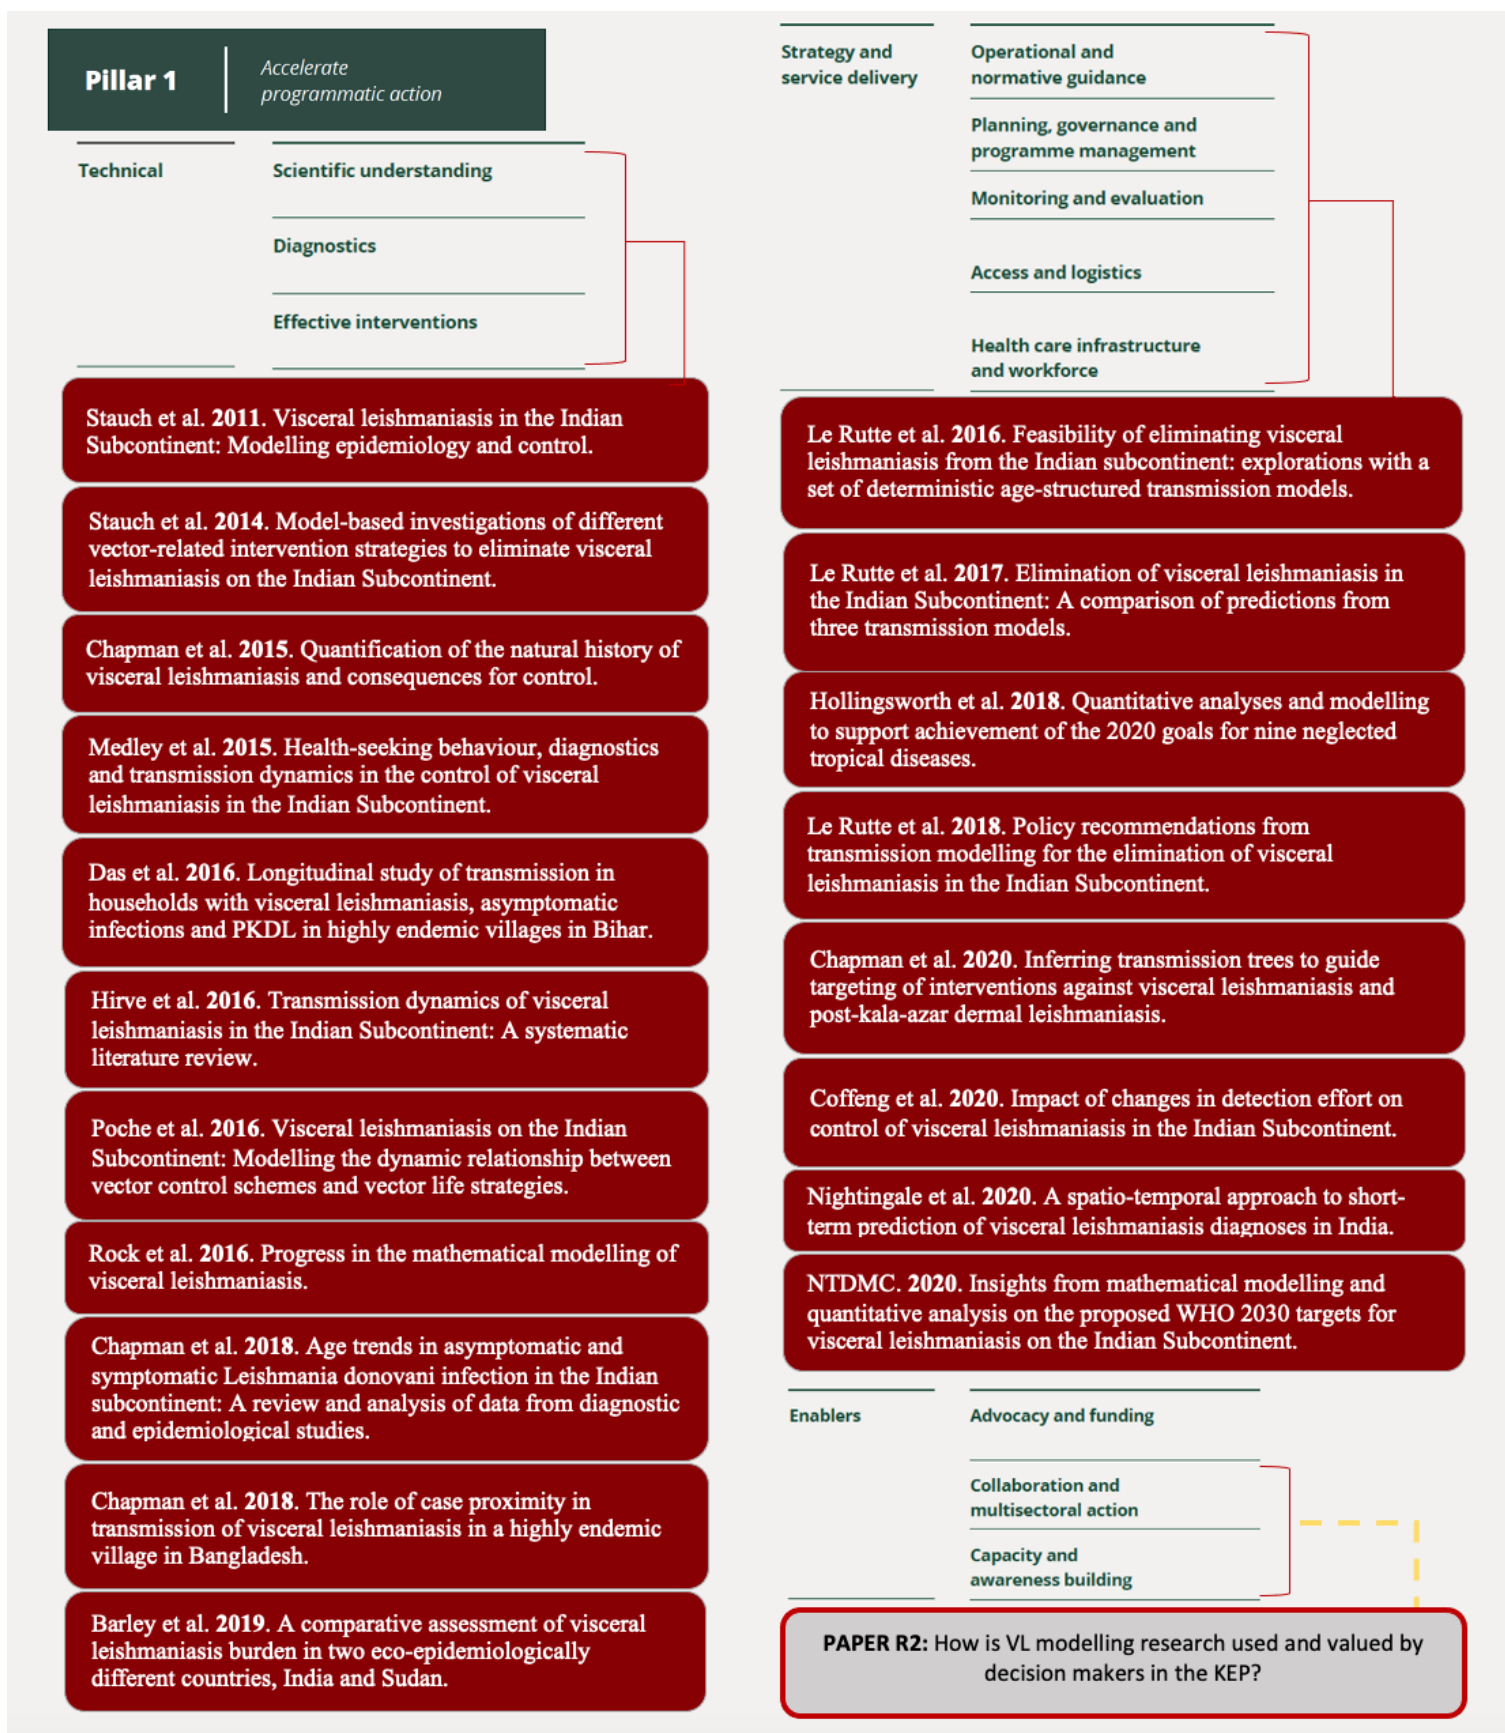 Pillar 1
Accelerate
programmatic action
Technical
Scientific understanding
Diagnostics
Effective interventions
Stauch et al. 2011. Visceral leishmaniasis in the Indian
Subcontinent: Modelling epidemiology and control.
Stauch et al. 2014. Model-based investigations of different
vector-related intervention strategies to eliminate visceral
leishmaniasis on the Indian Subcontinent.
Chapman et al. 2015. Quantification of the natural history of
visceral leishmaniasis and consequences for control.
Medley et al. 2015. Health-seeking behaviour, diagnostics
and transmission dynamics in the control of visceral
leishmaniasis in the Indian Subcontinent.
Das et al. 2016. Longitudinal study of transmission in
households with visceral leishmaniasis, asymptomatic
infections and PKDL in highly endemic villages in Bihar.
Hirve et al. 2016. Transmission dynamics of visceral
leishmaniasis in the Indian Subcontinent: A systematic
literature review.
Poche et al. 2016. Visceral leishmaniasis on the Indian
Subcontinent: Modelling the dynamic relationship between
vector control schemes and vector life strategies.
Rock et al. 2016. Progress in the mathematical modelling of
visceral leishmaniasis.
Chapman et al. 2018. Age trends in asymptomatic and
symptomatic Leishmania donovani infection in the Indian
subcontinent: A review and analysis of data from diagnostic
and epidemiological studies.
Chapman et al. 2018. The role of case proximity in
transmission of visceral leishmaniasis in a highly endemic
village in Bangladesh.
Barley et al. 2019. A comparative assessment of visceral
leishmaniasis burden in two eco-epidemiologically
different countries, India and Sudan.
Strategy and
service delivery
Operational and
normative guidance
Planning, governance and
programme management
Monitoring and evaluation
Access and logistics
Health care infrastructure
and workforce
Le Rutte et al. 2016. Feasibility of eliminating visceral
leishmaniasis from the Indian subcontinent: explorations with a
set of deterministic age-structured transmission models.
Le Rutte et al. 2017. Elimination of visceral leishmaniasis in
the Indian Subcontinent: A comparison of predictions from
three transmission models.
Hollingsworth et al. 2018. Quantitative analyses and modelling
to support achievement of the 2020 goals for nine neglected
tropical diseases.
Le Rutte et al. 2018. Policy recommendations from
transmission modelling for the elimination of visceral
leishmaniasis in the Indian Subcontinent.
Chapman et al. 2020. Inferring transmission trees to guide
targeting of interventions against visceral leishmaniasis and
post-kala-azar dermal leishmaniasis.
Coffeng et al. 2020. Impact of changes in detection effort on
control of visceral leishmaniasis in the Indian Subcontinent.
Nightingale et al. 2020. A spatio-temporal approach to short-
term prediction of visceral leishmaniasis diagnoses in India.
NTDMC. 2020. Insights from mathematical modelling and
quantitative analysis on the proposed WHO 2030 targets for
visceral leishmaniasis on the Indian Subcontinent.
Enablers
Advocacy and funding
Collaboration and
multisectoral action
Capacity and
awareness building
PAPER R2: How is VL modelling research used and valued by
decision makers in the KEP?